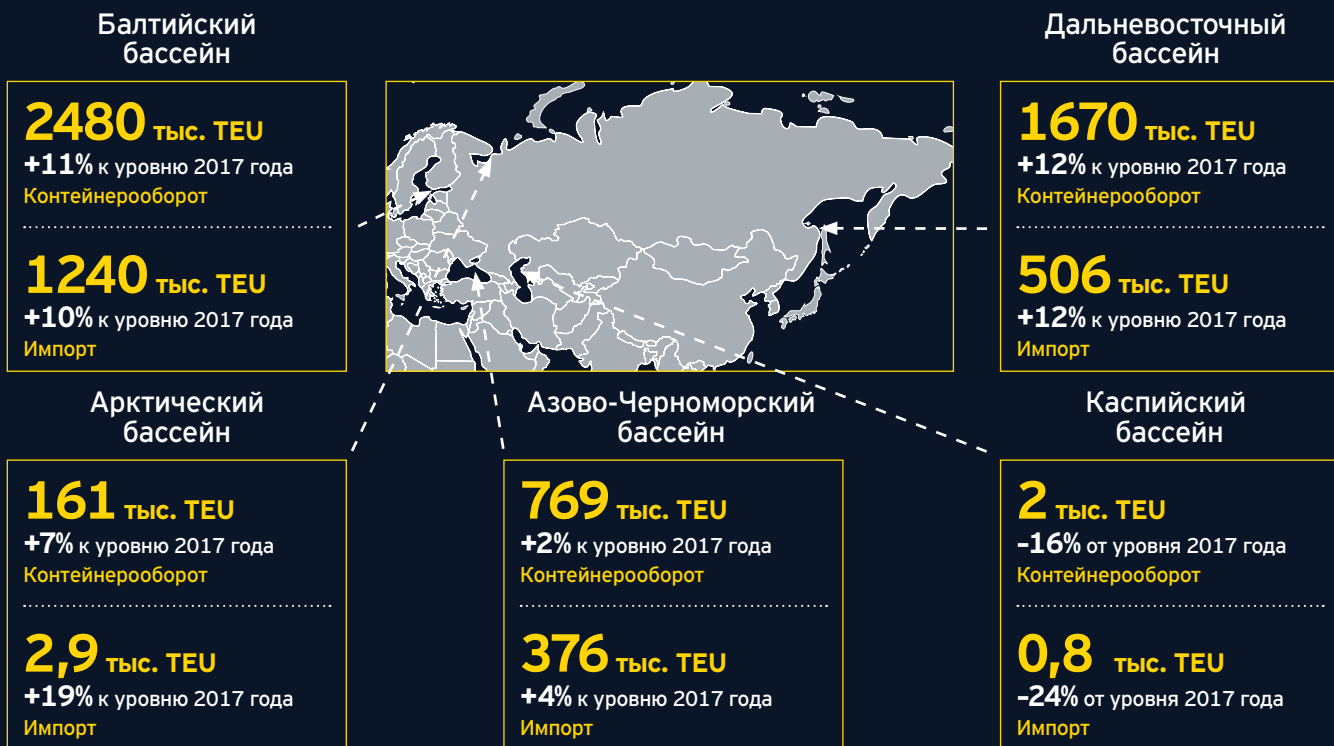 Балтийский
бассейн
2480 тыс. TEU
+11% к уровню 2017 года
Контейнерооборот
1240 тыс. TEU
+10% к уровню 2017 года
Импорт
Дальневосточный
бассейн
1670 тыс. TEU
+12% к уровню 2017 года
Контейнерооборот
506 тыс. TEU
+12% к уровню 2017 года
Импорт
Арктический
бассейн
161 тыс. TEU
+7% к уровню 2017 года
Контейнерооборот
2,9 тыс. TEU
+19% к уровню 2017 года
Импорт
Азово-Черноморский
бассейн
769 тыс. TEU
+2% к уровню 2017 года
Контейнерооборот
376 тыс. TEU
+4% к уровню 2017 года
Импорт
Каспийский
бассейн
2 тыс. TEU
-16% от уровня 2017 года
Контейнерооборот
0,8 тыс. TEU
-24% от уровня 2017 года
Импорт